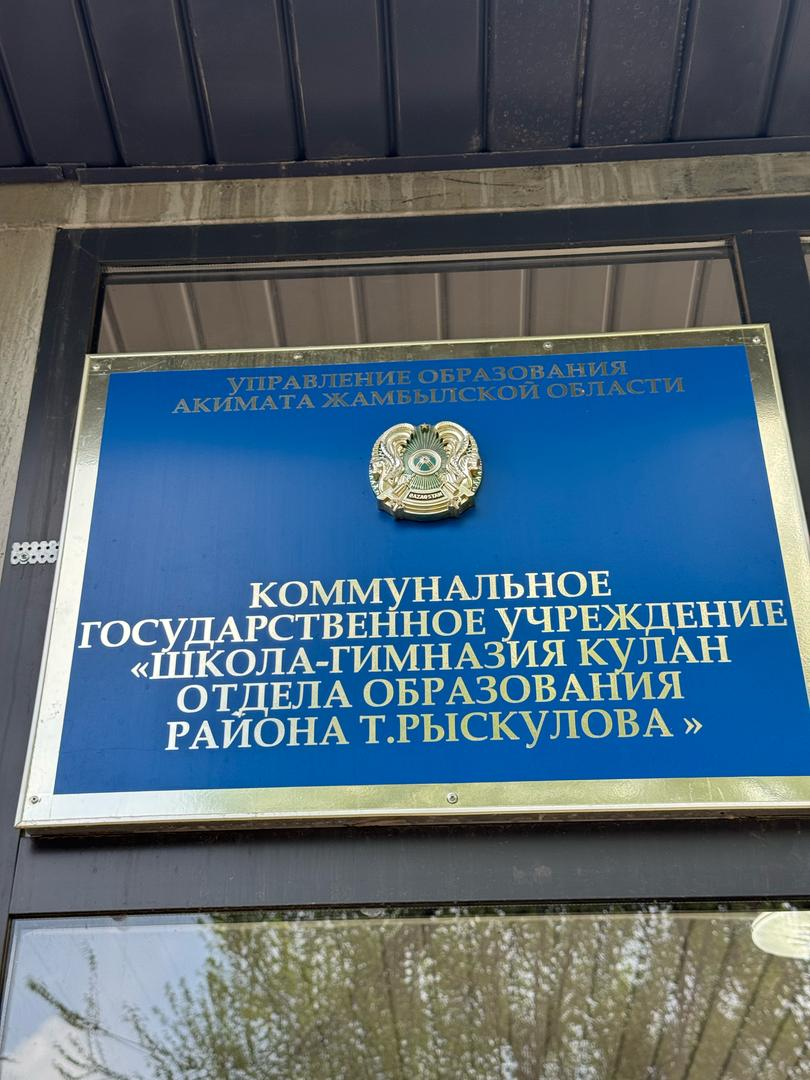 УПРАВЛЕНИЕ ОБРАЗОВАНИЯ
АКИМАТА ЖАМБЫЛСКОЙ ОБЛАСТИ
QAZAQSTAN
КОММУНАЛЬНОЕ
ГОСУДАРСТВЕННОЕ УЧРЕЖДЕНИЕ
«ШКОЛА-ГИМНАЗИЯ КУЛАН
ОТДЕЛА ОБРАЗОВАНИЯ
РАЙОНА Т.РЫСКУЛОВА »